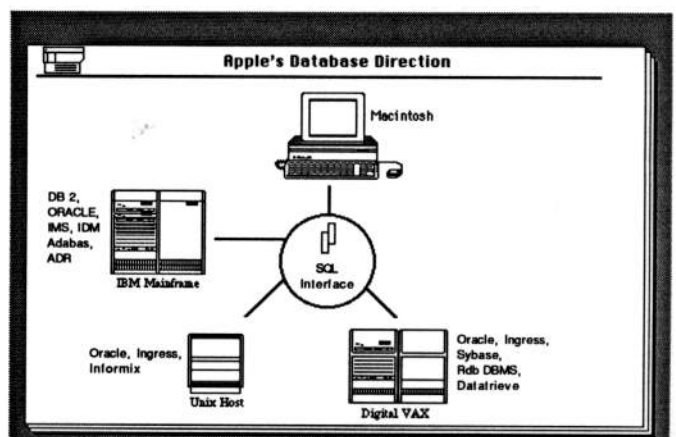 Apple's Database Direction
Macintosh
DB 2,
ORACLE,
IMS, IDM
Adabas,
ADR
IBM Mainframe
SQL
Interface
Oracle, Ingress,
Informix
Unix Host
Oracle, Ingress,
Sybase,
Rdb DBMS,
Datatrieve
Digital VAX